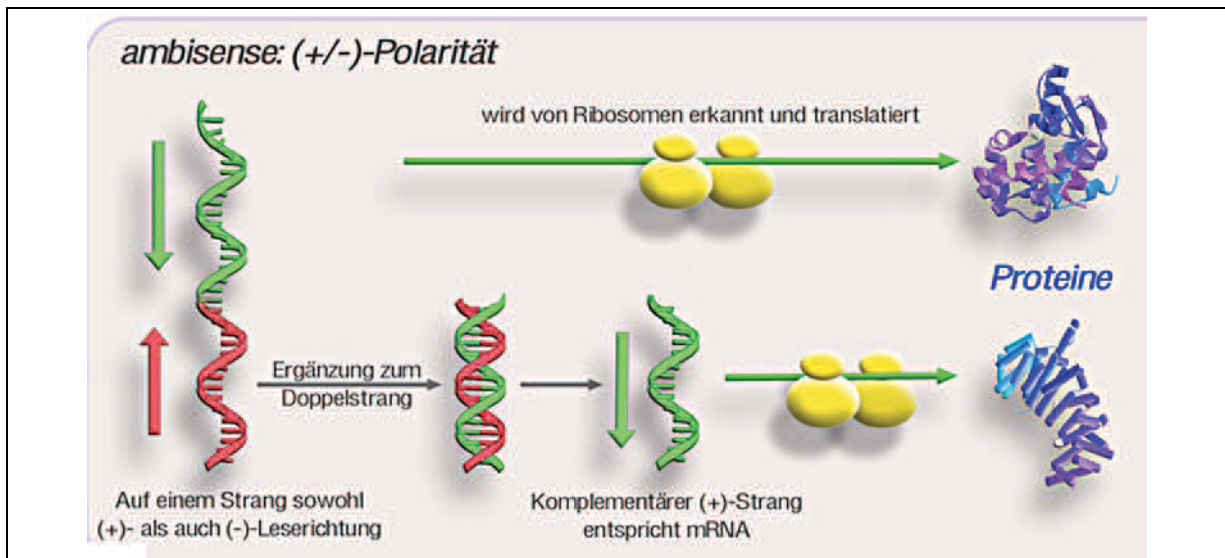 ambisense: (+/-)-Polarität
wird von Ribosomen erkannt und translatiert
Proteine
Ergänzung zum
Doppelstrang
Auf einem Strang sowohl
(+)- als auch (-)-Leserichtung
Komplementärer (+)-Strang
entspricht mRNA